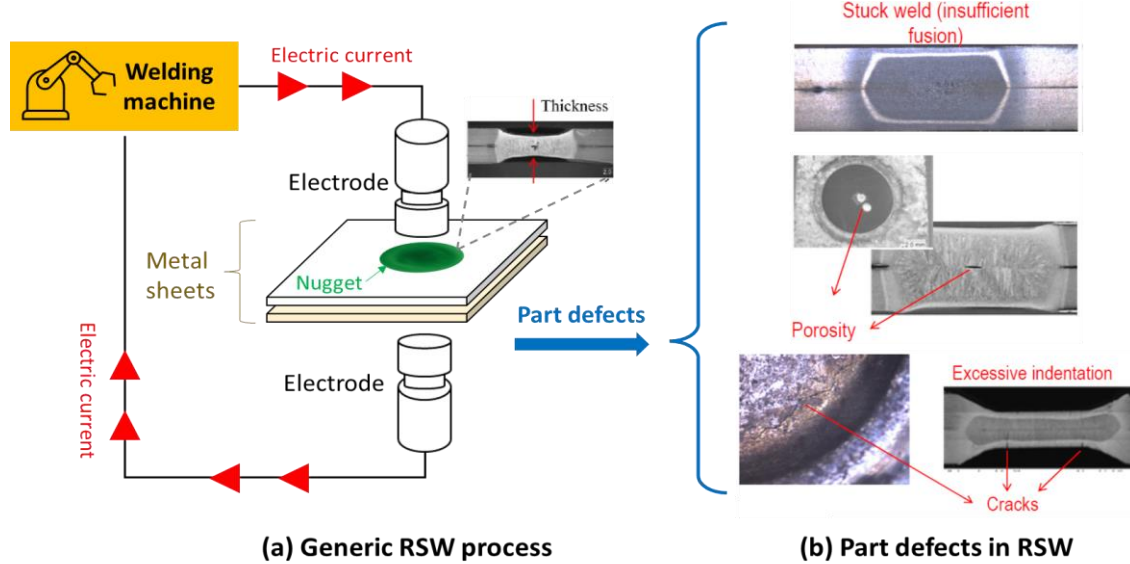 Welding
machine
Electric current
Thickness
Electrode
Metal
sheets
Nugget
Electric current
Electrode
Part defects
(a) Generic RSW process
Stuck weld (insufficient
fusion)
Porosity
Excessive indentation
Cracks
(b) Part defects in RSW